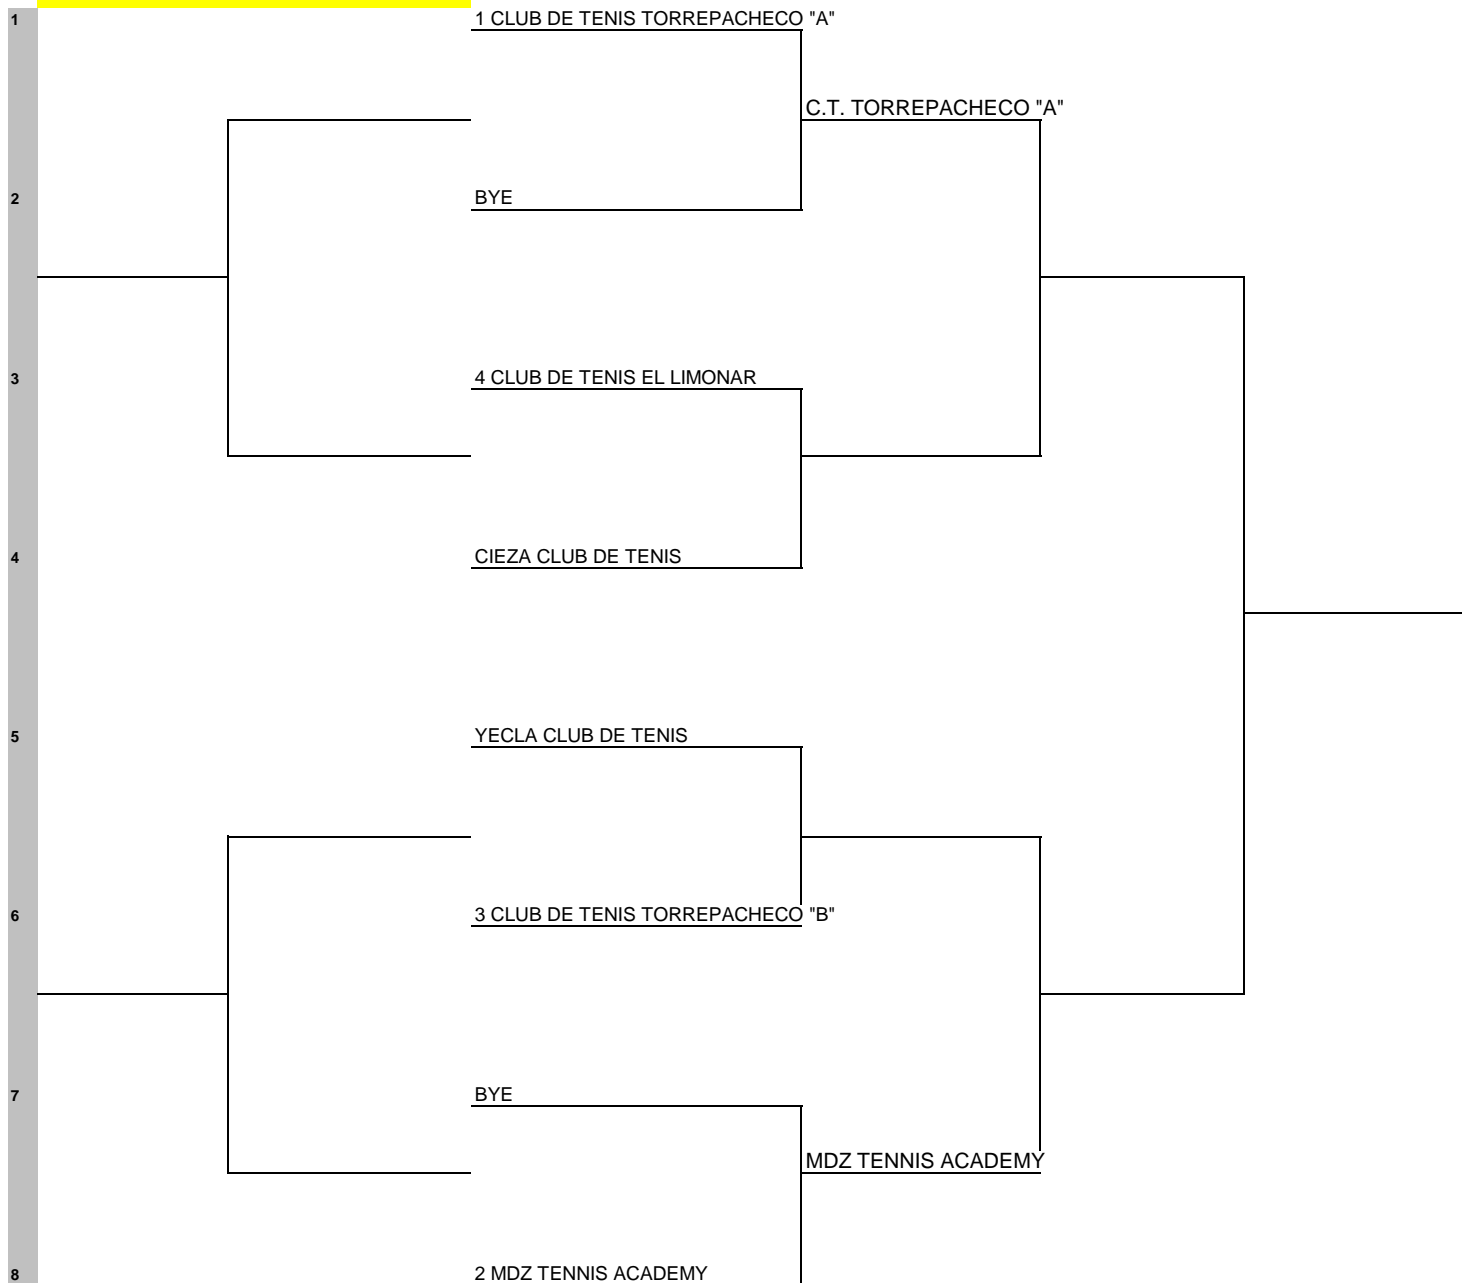 1 1 CLUB DE TENIS TORREPACHECO "A"
C.T. TORREPACHECO "A"
2 BYE
3 4 CLUB DE TENIS EL LIMONAR
4 CIEZA CLUB DE TENIS
5 YECLA CLUB DE TENIS
6 3 CLUB DE TENIS TORREPACHECO "B"
7 BYE
MDZ TENNIS ACADEMY
8 2 MDZ TENNIS ACADEMY